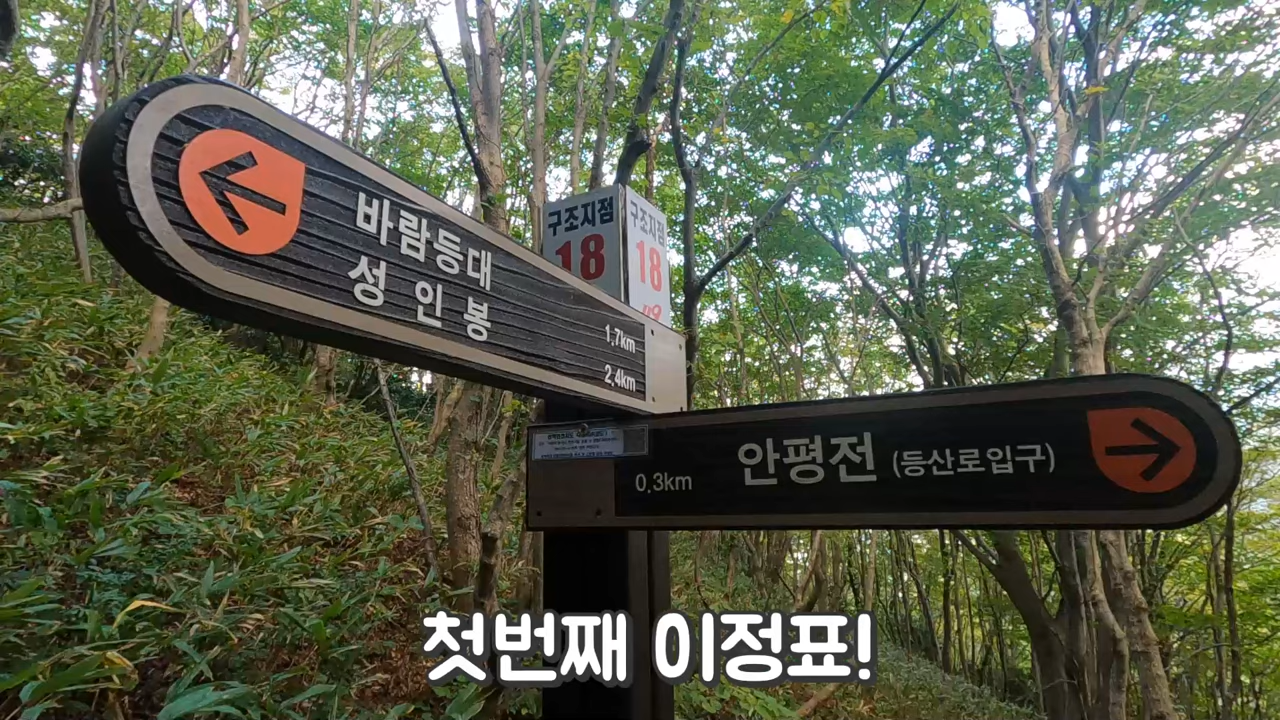 바람등대
성인봉
1.7km
2.4km
구조지점
18
구조지점
18
119
0.3km
안평전 (등산로입구)
첫번째 이정표!